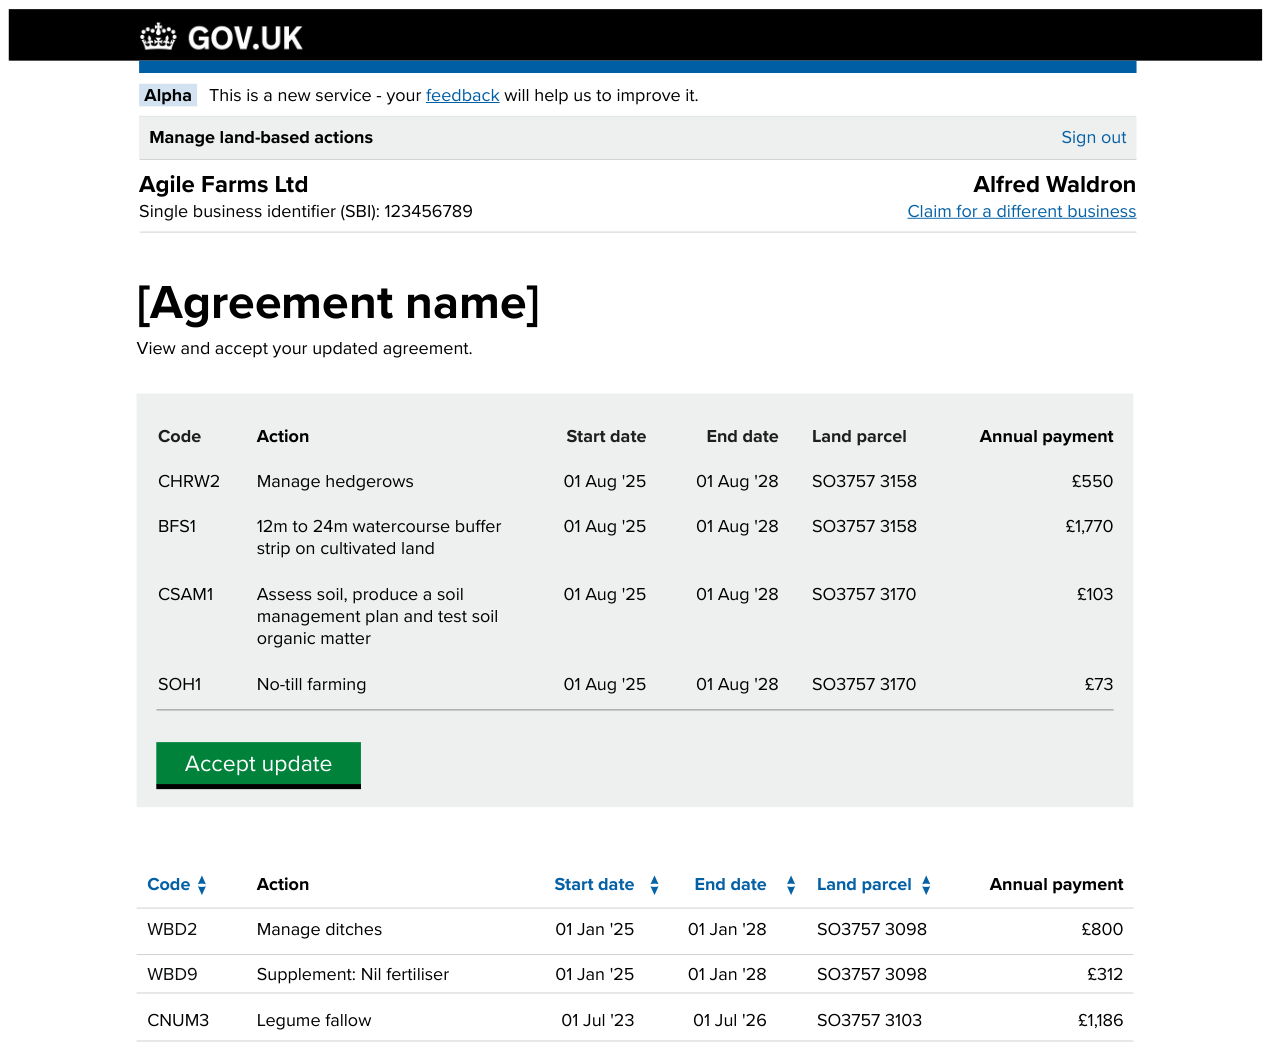 GOV.UK
Alpha This is a new service - your feedback will help us to improve it.
Manage land-based actions Sign out
Agile Farms Ltd Alfred Waldron
Single business identifier (SBI): 123456789 Claim for a different business
[Agreement name]
View and accept your updated agreement.
Code Action Start date End date Land parcel Annual payment
CHRW2 Manage hedgerows 01 Aug '25 01 Aug '28 SO3757 3158 £550
BFS1 12m to 24m watercourse buffer 01 Aug '25 01 Aug '28 SO3757 3158 £1,770
strip on cultivated land
CSAM1 Assess soil, produce a soil 01 Aug '25 01 Aug '28 SO3757 3170 £103
management plan and test soil
organic matter
SOH1 No-till farming 01 Aug '25 01 Aug '28 SO3757 3170 £73
Accept update
Code Action Start date End date Land parcel Annual payment
WBD2 Manage ditches 01 Jan '25 01 Jan '28 SO3757 3098 £800
WBD9 Supplement: Nil fertiliser 01 Jan '25 01 Jan '28 SO3757 3098 £312
CNUM3 Legume fallow 01 Jul '23 01 Jul '26 SO3757 3103 £1,186